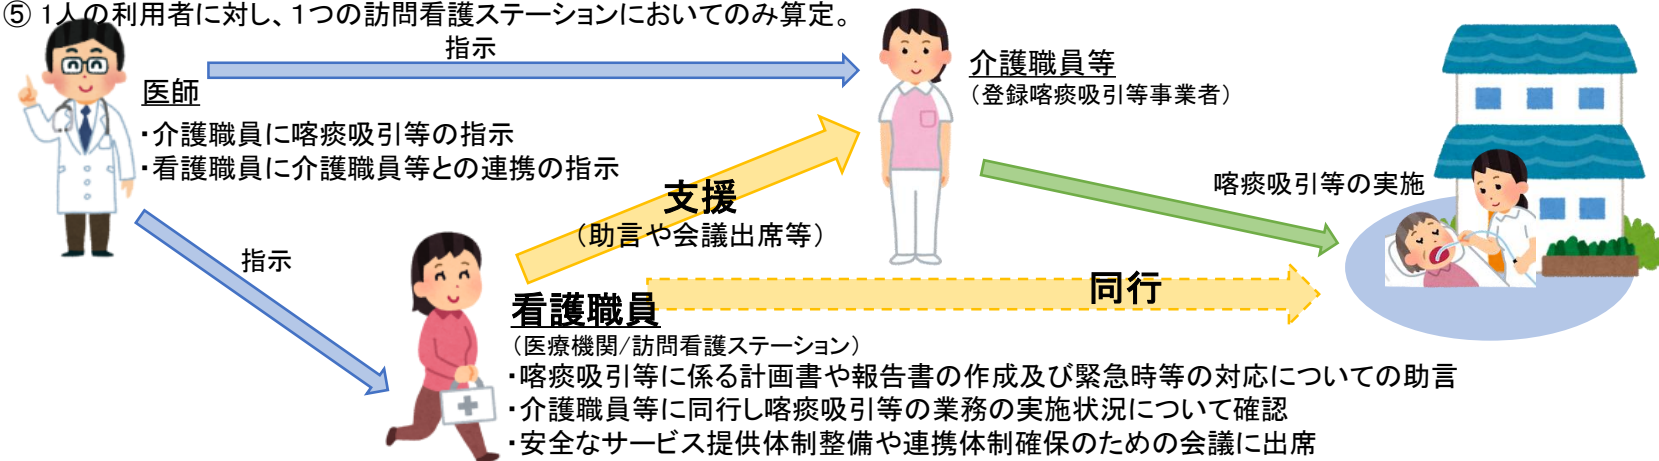 ⑤ 1人の利用者に対し、1つの訪問看護ステーションにおいてのみ算定。
指示
医師
・介護職員に喀痰吸引等の指示
・看護職員に介護職員等との連携の指示
介護職員等
（登録喀痰吸引等事業者）
支援
（助言や会議出席等）
喀痰吸引等の実施
指示
同行
看護職員
（医療機関/訪問看護ステーション）
・喀痰吸引等に係る計画書や報告書の作成及び緊急時等の対応についての助言
・介護職員等に同行し喀痰吸引等の業務の実施状況について確認
・安全なサービス提供体制整備や連携体制確保のための会議に出席